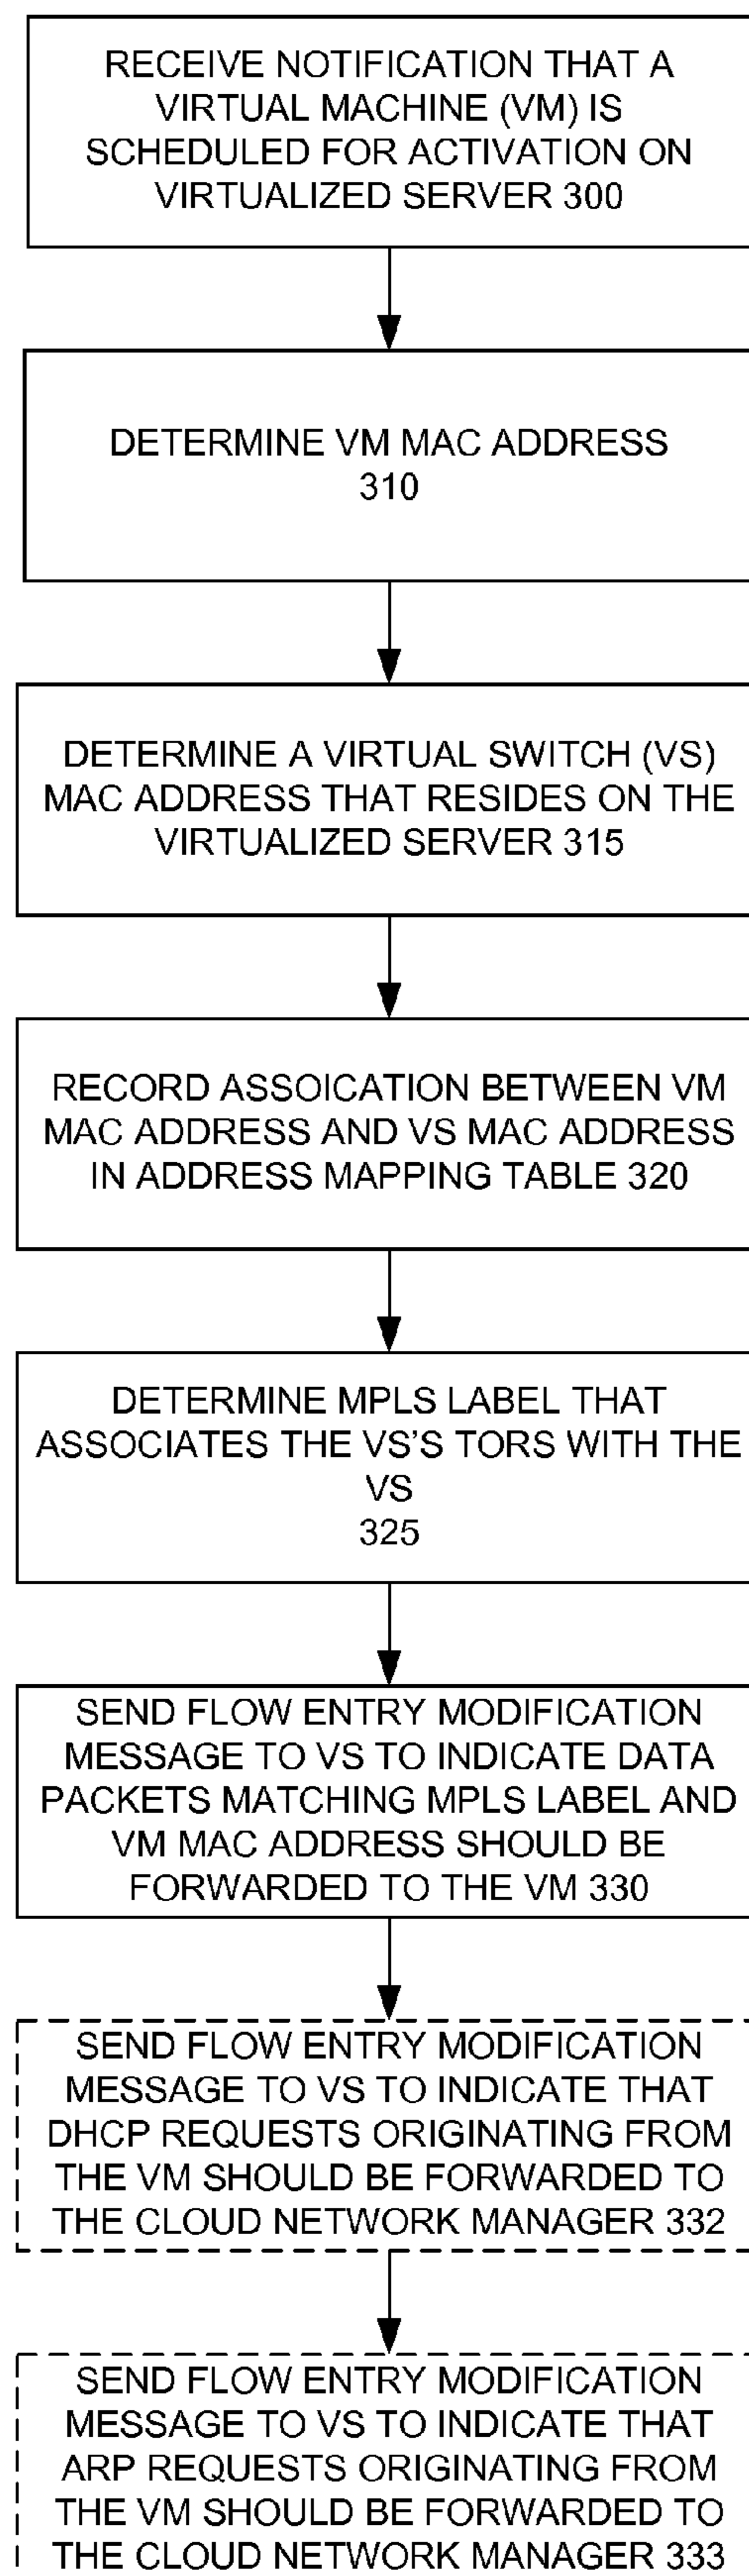 RECEIVE NOTIFICATION THAT A
VIRTUAL MACHINE (VM) IS
SCHEDULED FOR ACTIVATION ON
VIRTUALIZED SERVER 300
DETERMINE VM MAC ADDRESS
310
DETERMINE A VIRTUAL SWITCH (VS)
MAC ADDRESS THAT RESIDES ON THE
VIRTUALIZED SERVER 315
RECORD ASSOICATION BETWEEN VM
MAC ADDRESS AND VS MAC ADDRESS
IN ADDRESS MAPPING TABLE 320
DETERMINE MPLS LABEL THAT
ASSOCIATES THE VS'S TORS WITH THE
VS
325
SEND FLOW ENTRY MODIFICATION
MESSAGE TO VS TO INDICATE DATA
PACKETS MATCHING MPLS LABEL AND
VM MAC ADDRESS SHOULD BE
FORWARDED TO THE VM 330
SEND FLOW ENTRY MODIFICATION
MESSAGE TO VS TO INDICATE THAT
DHCP REQUESTS ORIGINATING FROM
THE VM SHOULD BE FORWARDED TO
THE CLOUD NETWORK MANAGER 332
SEND FLOW ENTRY MODIFICATION
MESSAGE TO VS TO INDICATE THAT
ARP REQUESTS ORIGINATING FROM
THE VM SHOULD BE FORWARDED TO
THE CLOUD NETWORK MANAGER 333